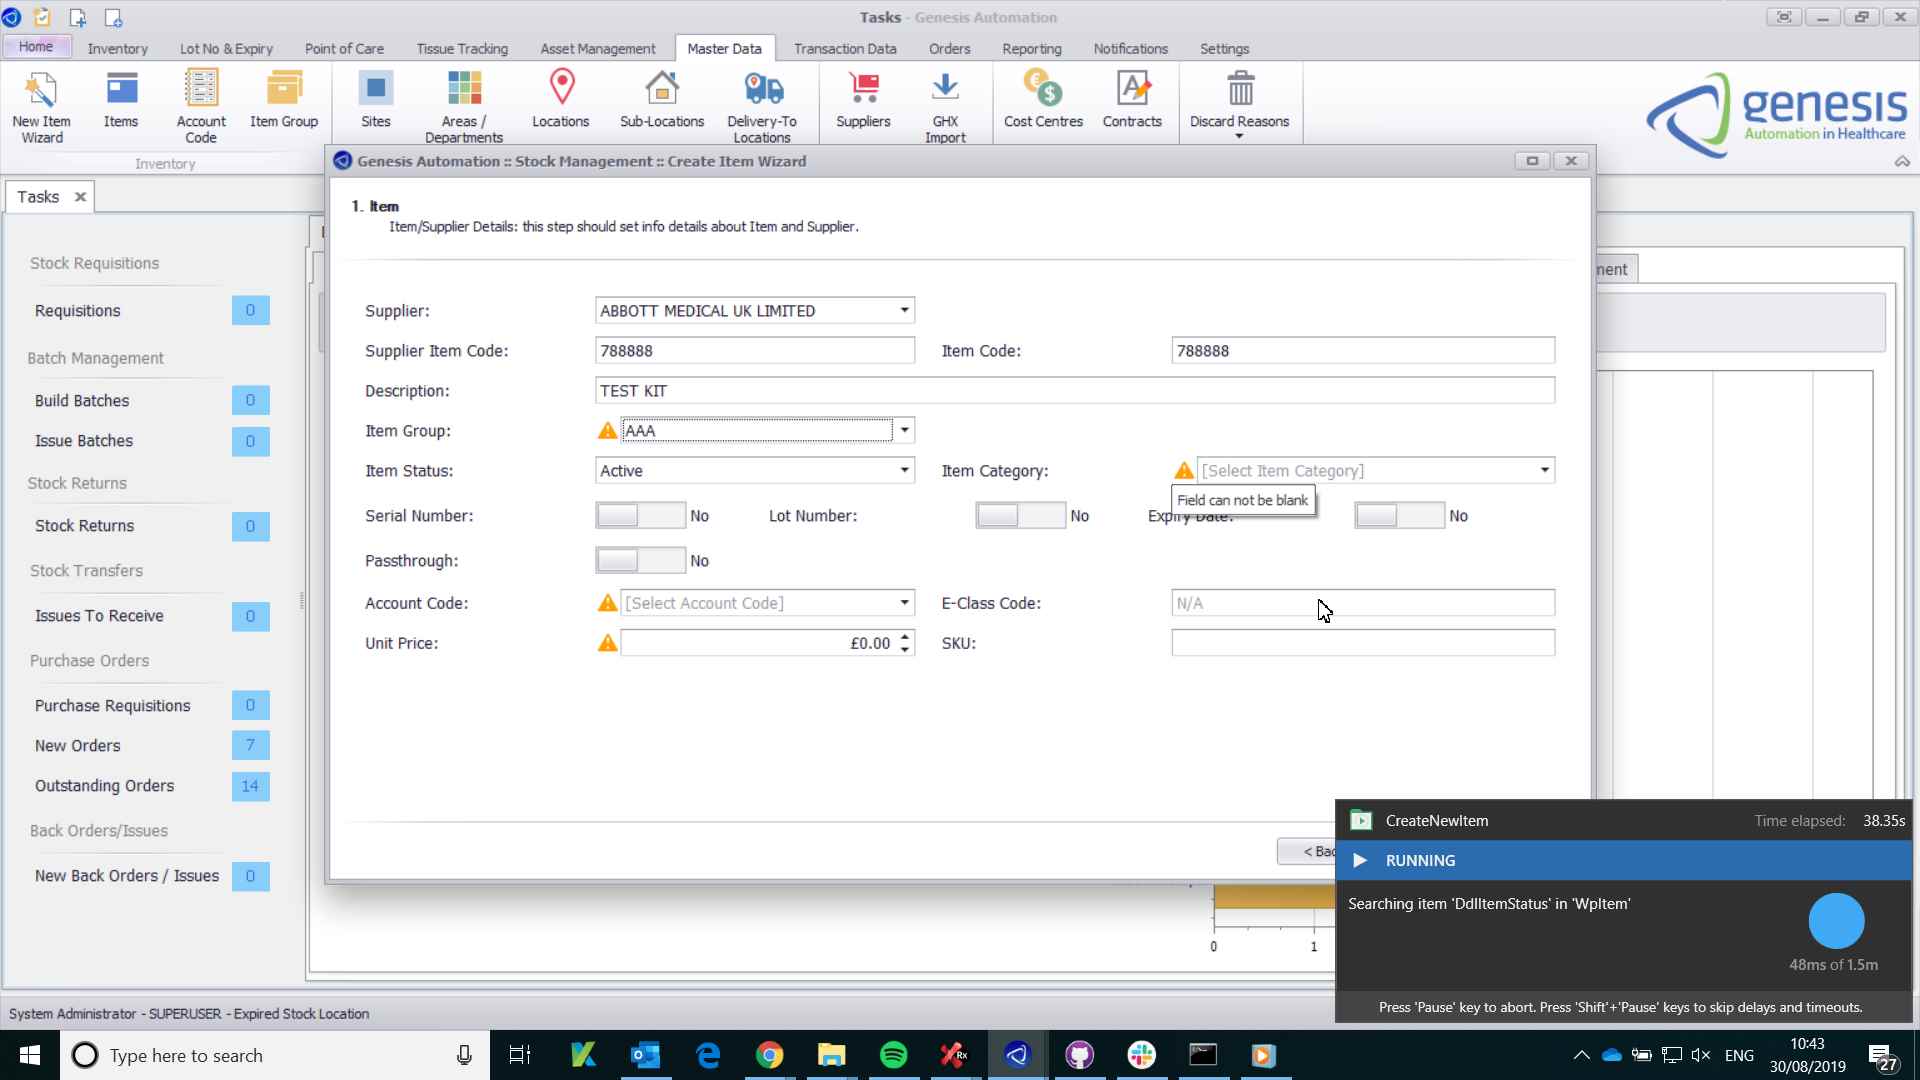 Tasks - Genesis Automation
Home
Inventory
Lot No & Expiry
Point of Care
Tissue Tracking
Asset Management
Master Data
Transaction Data
Orders
Reporting
Notifications
Settings
New Item Wizard
Items
Account Code
Item Group
Sites
Areas / Departments
Locations
Sub-Locations
Delivery-To Locations
Suppliers
GHX Import
Cost Centres
Contracts
Discard Reasons
Inventory
genesis
Automation in Healthcare
Tasks
Genesis Automation :: Stock Management :: Create Item Wizard
1. Item
Item/Supplier Details: this step should set info details about Item and Supplier.
Stock Requisitions
Requisitions 0
Batch Management
Build Batches 0
Issue Batches 0
Stock Returns
Stock Returns 0
Stock Transfers
Issues To Receive 0
Purchase Orders
Purchase Requisitions 0
New Orders 7
Outstanding Orders 14
Back Orders/Issues
New Back Orders / Issues 0
Supplier: ABBOTT MEDICAL UK LIMITED
Supplier Item Code: 788888 Item Code: 788888
Description: TEST KIT
Item Group: AAA
Item Status: Active Item Category: [Select Item Category]
Field can not be blank
Serial Number: No Lot Number: No Expiry Date: No
Passthrough: No
Account Code: [Select Account Code] E-Class Code: N/A
Unit Price: £0.00 SKU:
< Bac
0 1
CreateNewItem Time elapsed: 38.35s
RUNNING
Searching item 'DdlItemStatus' in 'WpItem'
48ms of 1.5m
Press 'Pause' key to abort. Press 'Shift'+'Pause' keys to skip delays and timeouts.
System Administrator - SUPERUSER - Expired Stock Location
Type here to search
Rx
ENG
10:43
30/08/2019
27